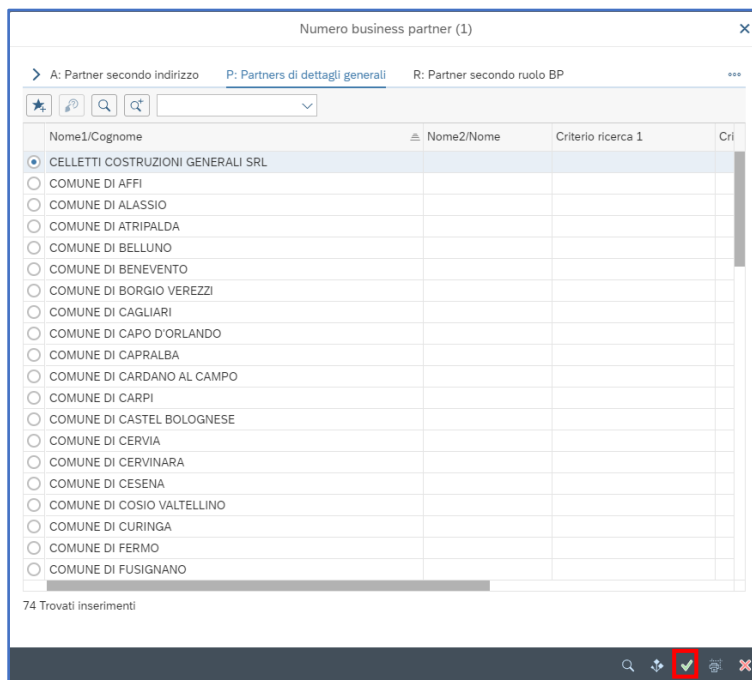 Numero business partner (1)
A: Partner secondo indirizzo P: Partners di dettagli generali R: Partner secondo ruolo BP
Nome1/Cognome Nome2/Nome Criterio ricerca 1 Cri
CELLETTI COSTRUZIONI GENERALI SRL
COMUNE DI AFFI
COMUNE DI ALASSIO
COMUNE DI ATRIPALDA
COMUNE DI BELLUNO
COMUNE DI BENEVENTO
COMUNE DI BORGIO VEREZZI
COMUNE DI CAGLIARI
COMUNE DI CAPO D'ORLANDO
COMUNE DI CAPRALBA
COMUNE DI CARDANO AL CAMPO
COMUNE DI CARPI
COMUNE DI CASTEL BOLOGNESE
COMUNE DI CERVIA
COMUNE DI CERVINARA
COMUNE DI CESENA
COMUNE DI COSIO VALTELLINO
COMUNE DI CURINGA
COMUNE DI FERMO
COMUNE DI FUSIGNANO
74 Trovati inserimenti